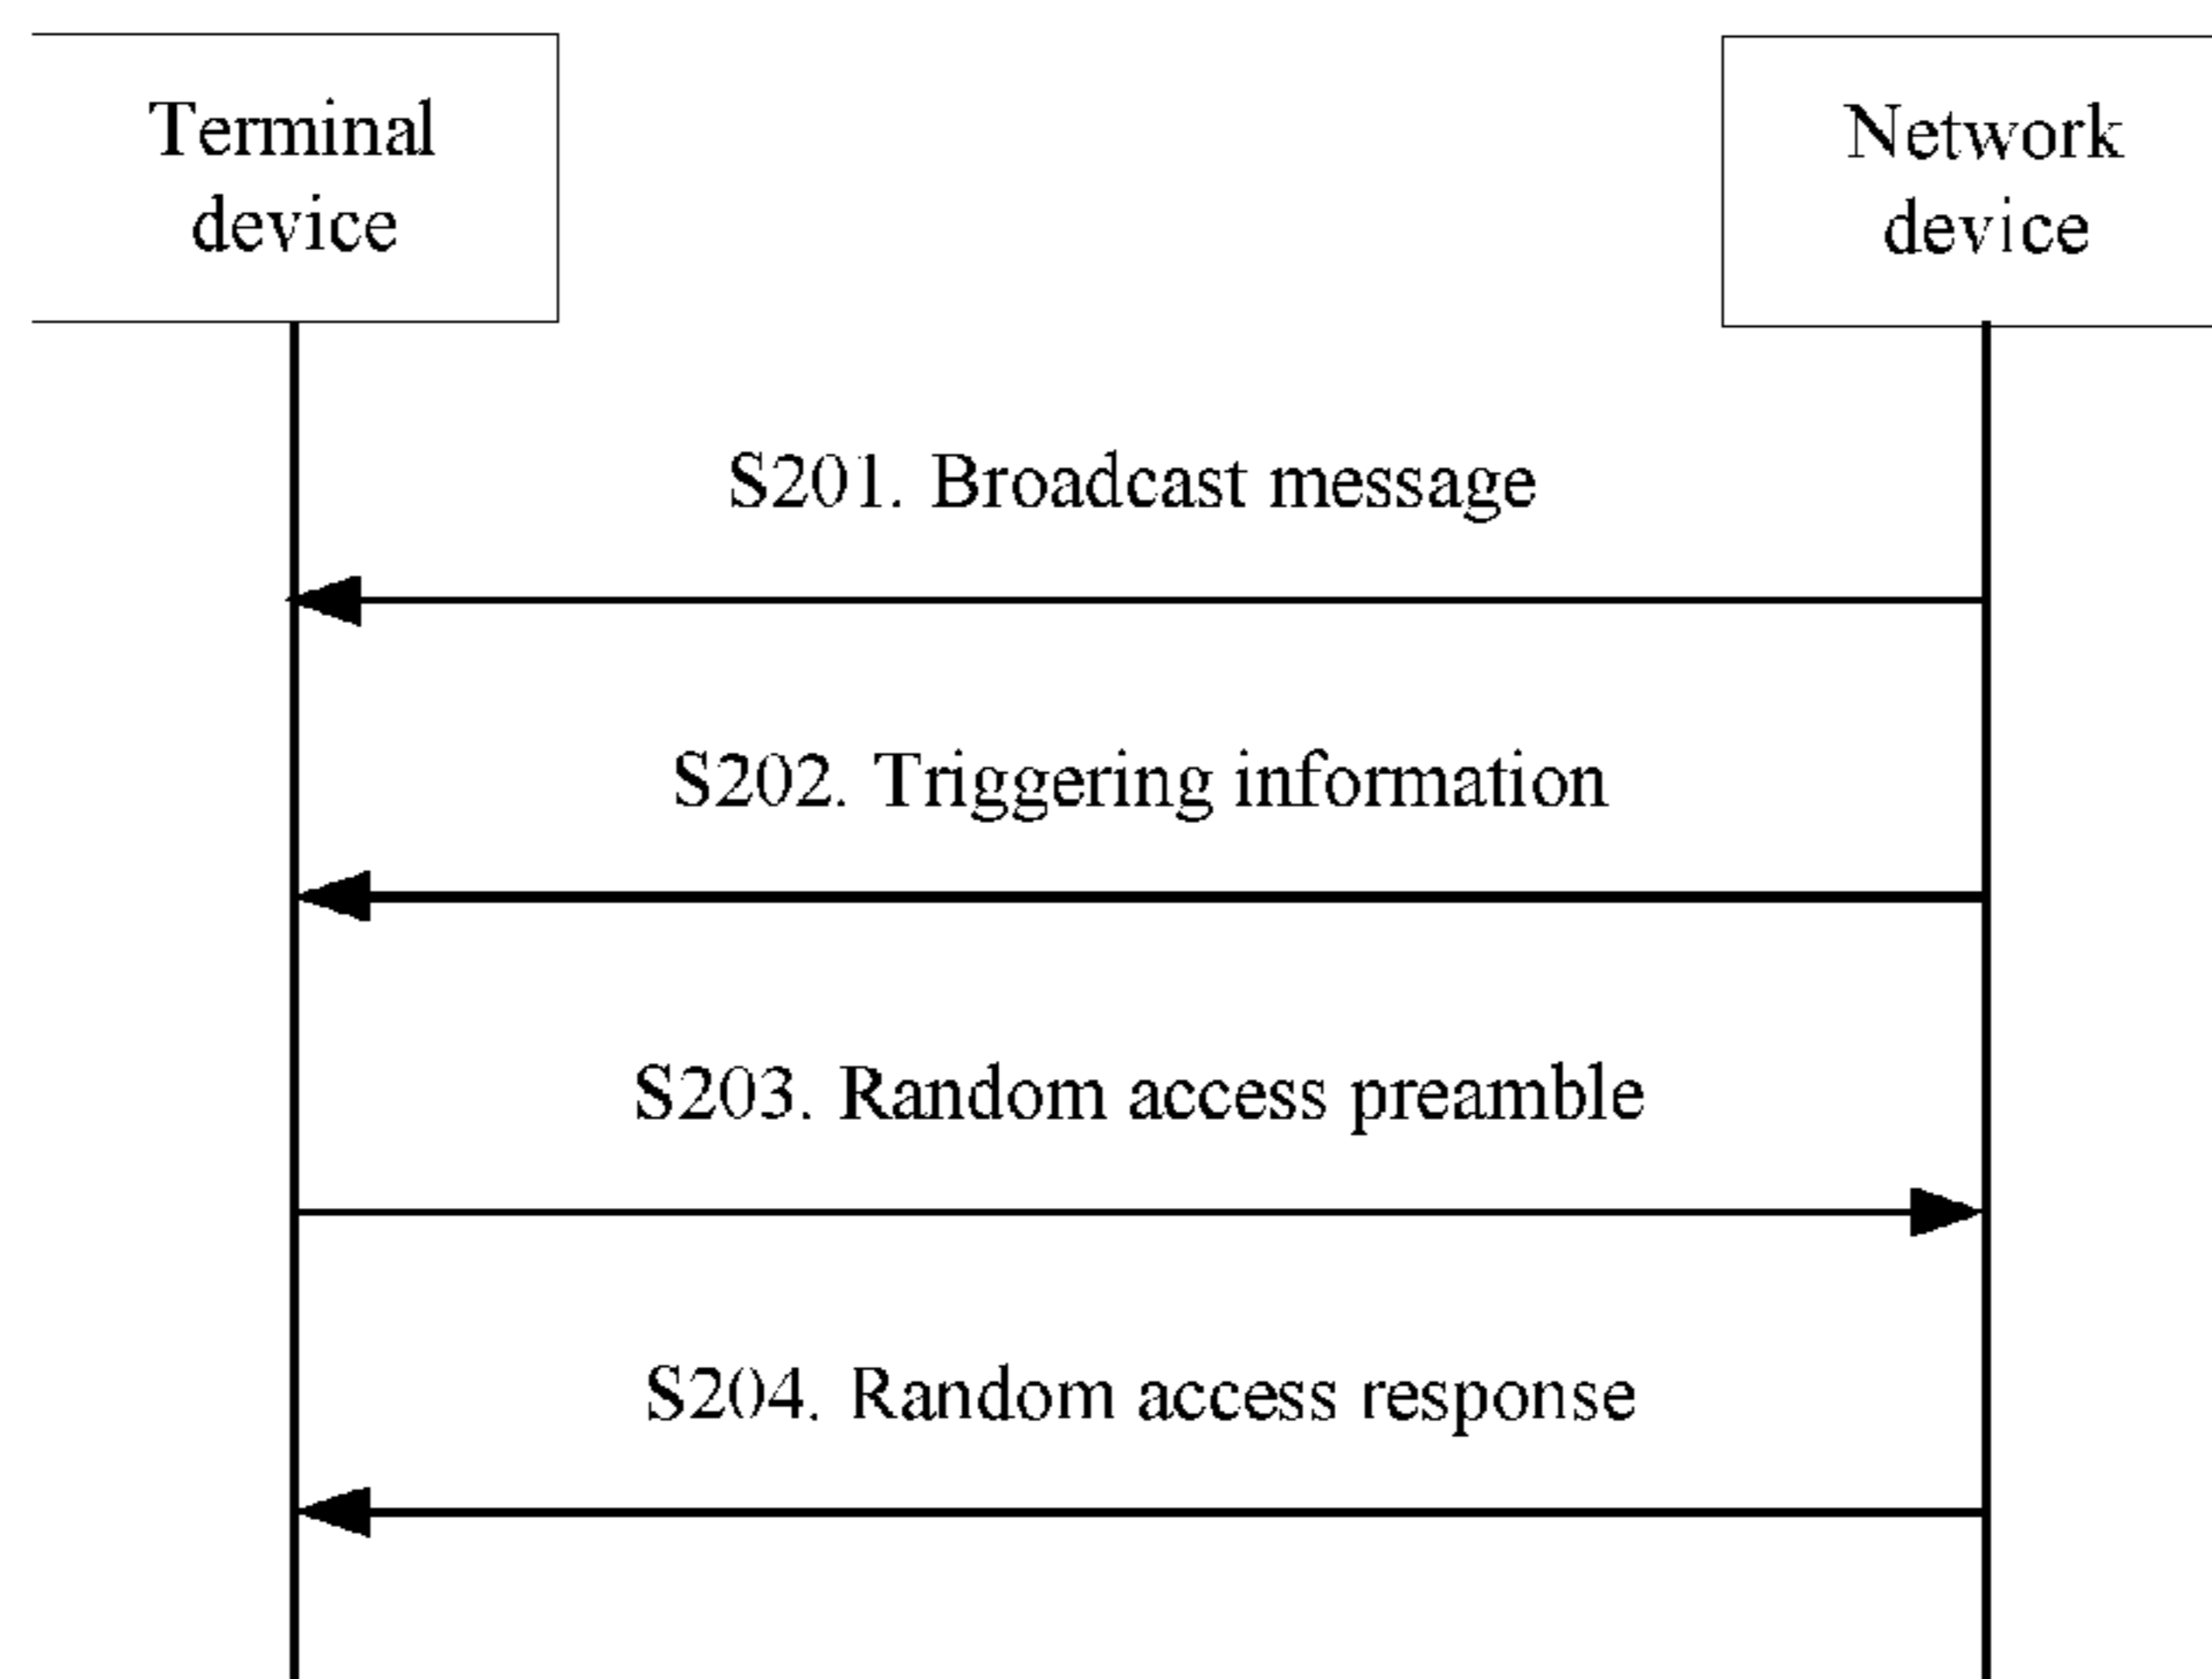 Terminal
device
Network
device
S201. Broadcast message
S202. Triggering information
S203. Random access preamble
S204. Random access response